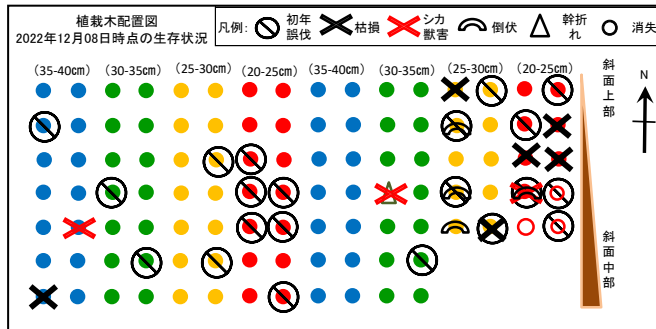 植栽木配置図
2022年12月08日時点の生存状況
凡例: 初年誤伐 枯損 シカ獣害 倒伏 幹折れ 消失
(35-40㎝) (30-35㎝) (25-30㎝) (20-25㎝) (35-40㎝) (30-35㎝) (25-30㎝) (20-25㎝)
斜面上部
N
斜面中部